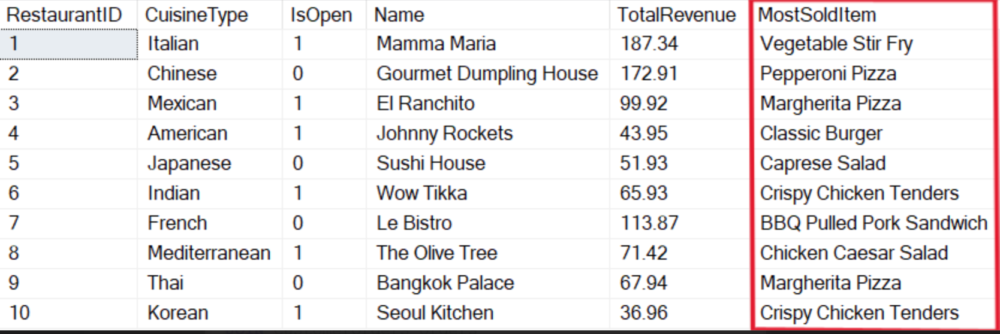 RestaurantID CuisineType IsOpen Name TotalRevenue MostSoldItem
1 Italian 1 Mamma Maria 187.34 Vegetable Stir Fry
2 Chinese 0 Gourmet Dumpling House 172.91 Pepperoni Pizza
3 Mexican 1 El Ranchito 99.92 Margherita Pizza
4 American 1 Johnny Rockets 43.95 Classic Burger
5 Japanese 0 Sushi House 51.93 Caprese Salad
6 Indian 1 Wow Tikka 65.93 Crispy Chicken Tenders
7 French 0 Le Bistro 113.87 BBQ Pulled Pork Sandwich
8 Mediterranean 1 The Olive Tree 71.42 Chicken Caesar Salad
9 Thai 0 Bangkok Palace 67.94 Margherita Pizza
10 Korean 1 Seoul Kitchen 36.96 Crispy Chicken Tenders